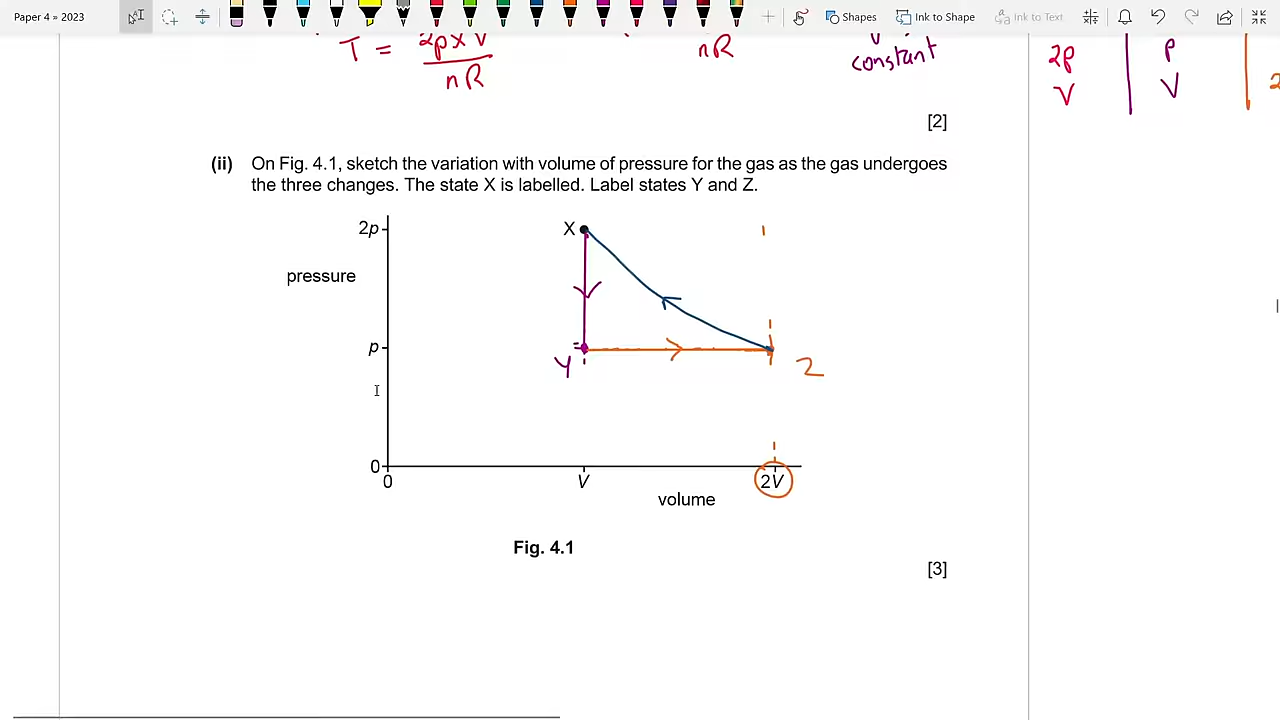 Paper 4 » 2023
Shapes
Ink to Shape
Ink to Text
T = 2p x V
nR
nR
constant
2p
V
p
V
[2]
(ii) On Fig. 4.1, sketch the variation with volume of pressure for the gas as the gas undergoes
the three changes. The state X is labelled. Label states Y and Z.
2p
X
pressure
p
Y
Z
0
0
V
2V
volume
Fig. 4.1
[3]